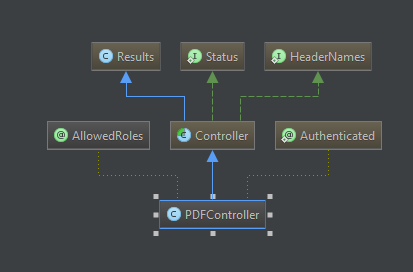 C Results
I Status
I HeaderNames
@ AllowedRoles
C Controller
@ Authenticated
C PDFController